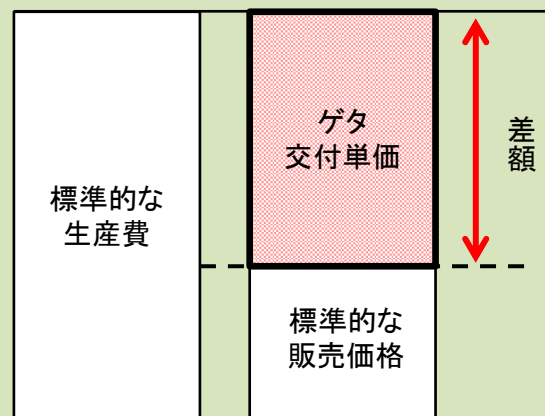 標準的な
生産費
ゲタ
交付単価
標準的な
販売価格
差額